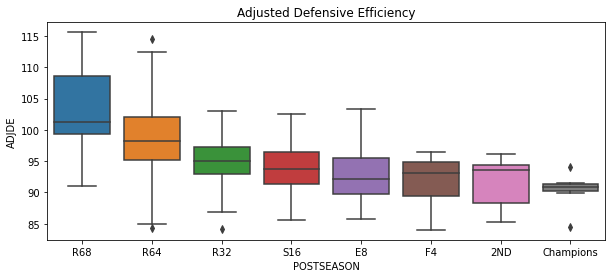 Adjusted Defensive Efficiency
ADJDE
115
110
105
100
95
90
85
R68 R64 R32 S16 E8 F4 2ND Champions
POSTSEASON